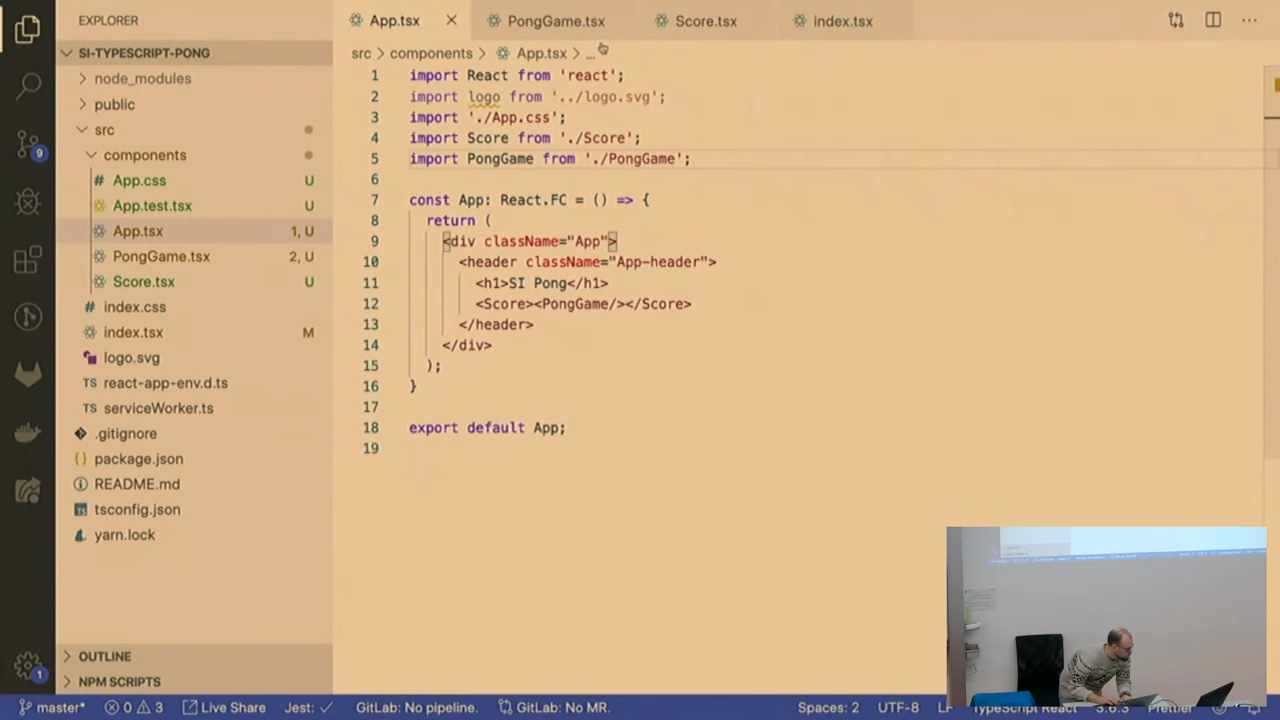 EXPLORER
App.tsx
PongGame.tsx
Score.tsx
index.tsx
SI-TYPESCRIPT-PONG
src > components > App.tsx > ...
node_modules
public
src
components
App.css U
App.test.tsx U
App.tsx 1, U
PongGame.tsx 2, U
Score.tsx U
index.css
index.tsx M
logo.svg
react-app-env.d.ts
serviceWorker.ts
.gitignore
package.json
README.md
tsconfig.json
yarn.lock
OUTLINE
NPM SCRIPTS
9
1
TS
TS
1 import React from 'react';
2 import logo from '../logo.svg';
3 import './App.css';
4 import Score from './Score';
5 import PongGame from './PongGame';
6
7 const App: React.FC = () => {
8 return (
9 <div className="App">
10 <header className="App-header">
11 <h1>SI Pong</h1>
12 <Score><PongGame/></Score>
13 </header>
14 </div>
15 );
16 }
17
18 export default App;
19
master* 0 3 Live Share Jest: GitLab: No pipeline. GitLab: No MR. Spaces: 2 UTF-8 LF TypeScript React 3.6.3 Prettier